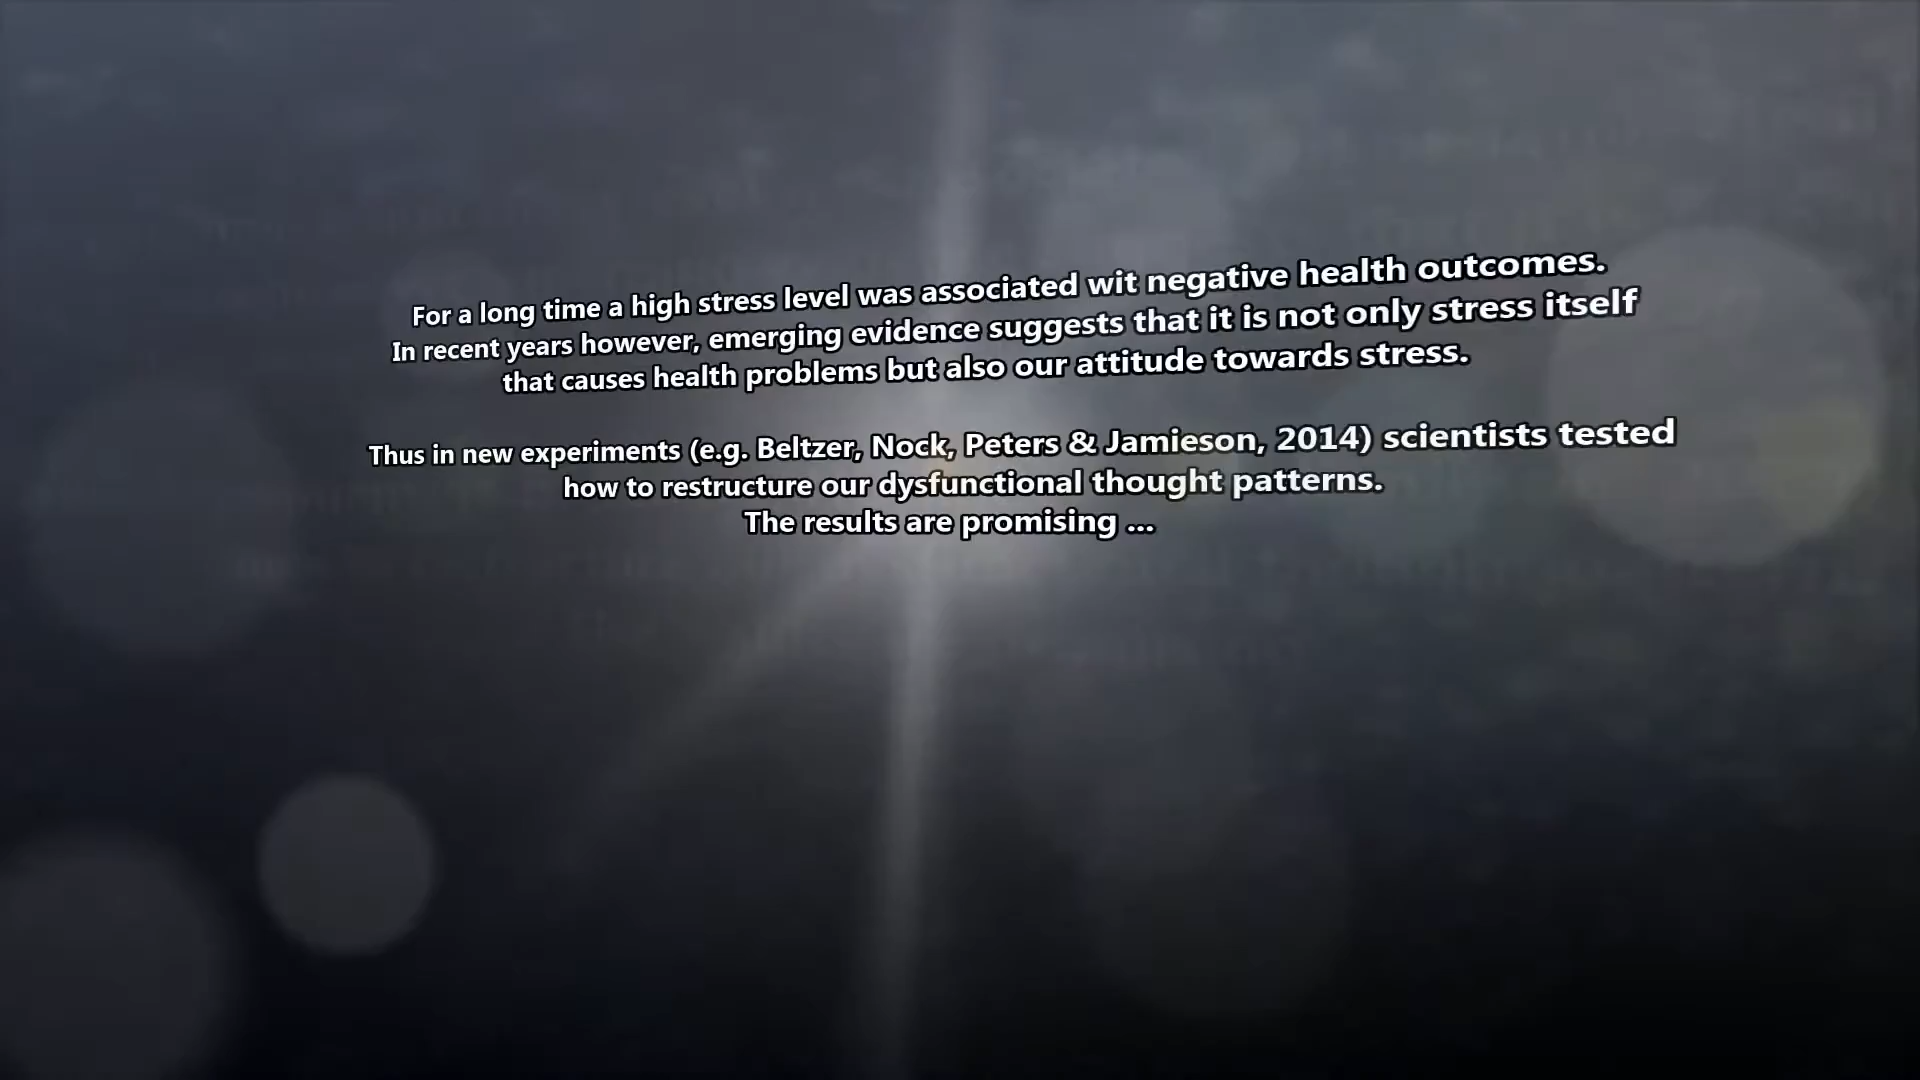 For a long time a high stress level was associated wit negative health outcomes.
In recent years however, emerging evidence suggests that it is not only stress itself
that causes health problems but also our attitude towards stress.
Thus in new experiments (e.g. Beltzer, Nock, Peters & Jamieson, 2014) scientists tested
how to restructure our dysfunctional thought patterns.
The results are promising ...